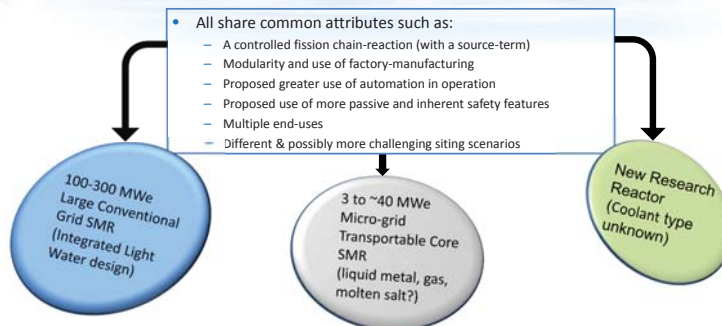 • All share common attributes such as:
– A controlled fission chain-reaction (with a source-term)
– Modularity and use of factory-manufacturing
– Proposed greater use of automation in operation
– Proposed use of more passive and inherent safety features
– Multiple end-uses
– Different & possibly more challenging siting scenarios
100-300 MWe
Large Conventional
Grid SMR
(Integrated Light
Water design)
3 to ~40 MWe
Micro-grid
Transportable Core
SMR
(liquid metal, gas,
molten salt?)
New Research
Reactor
(Coolant type
unknown)